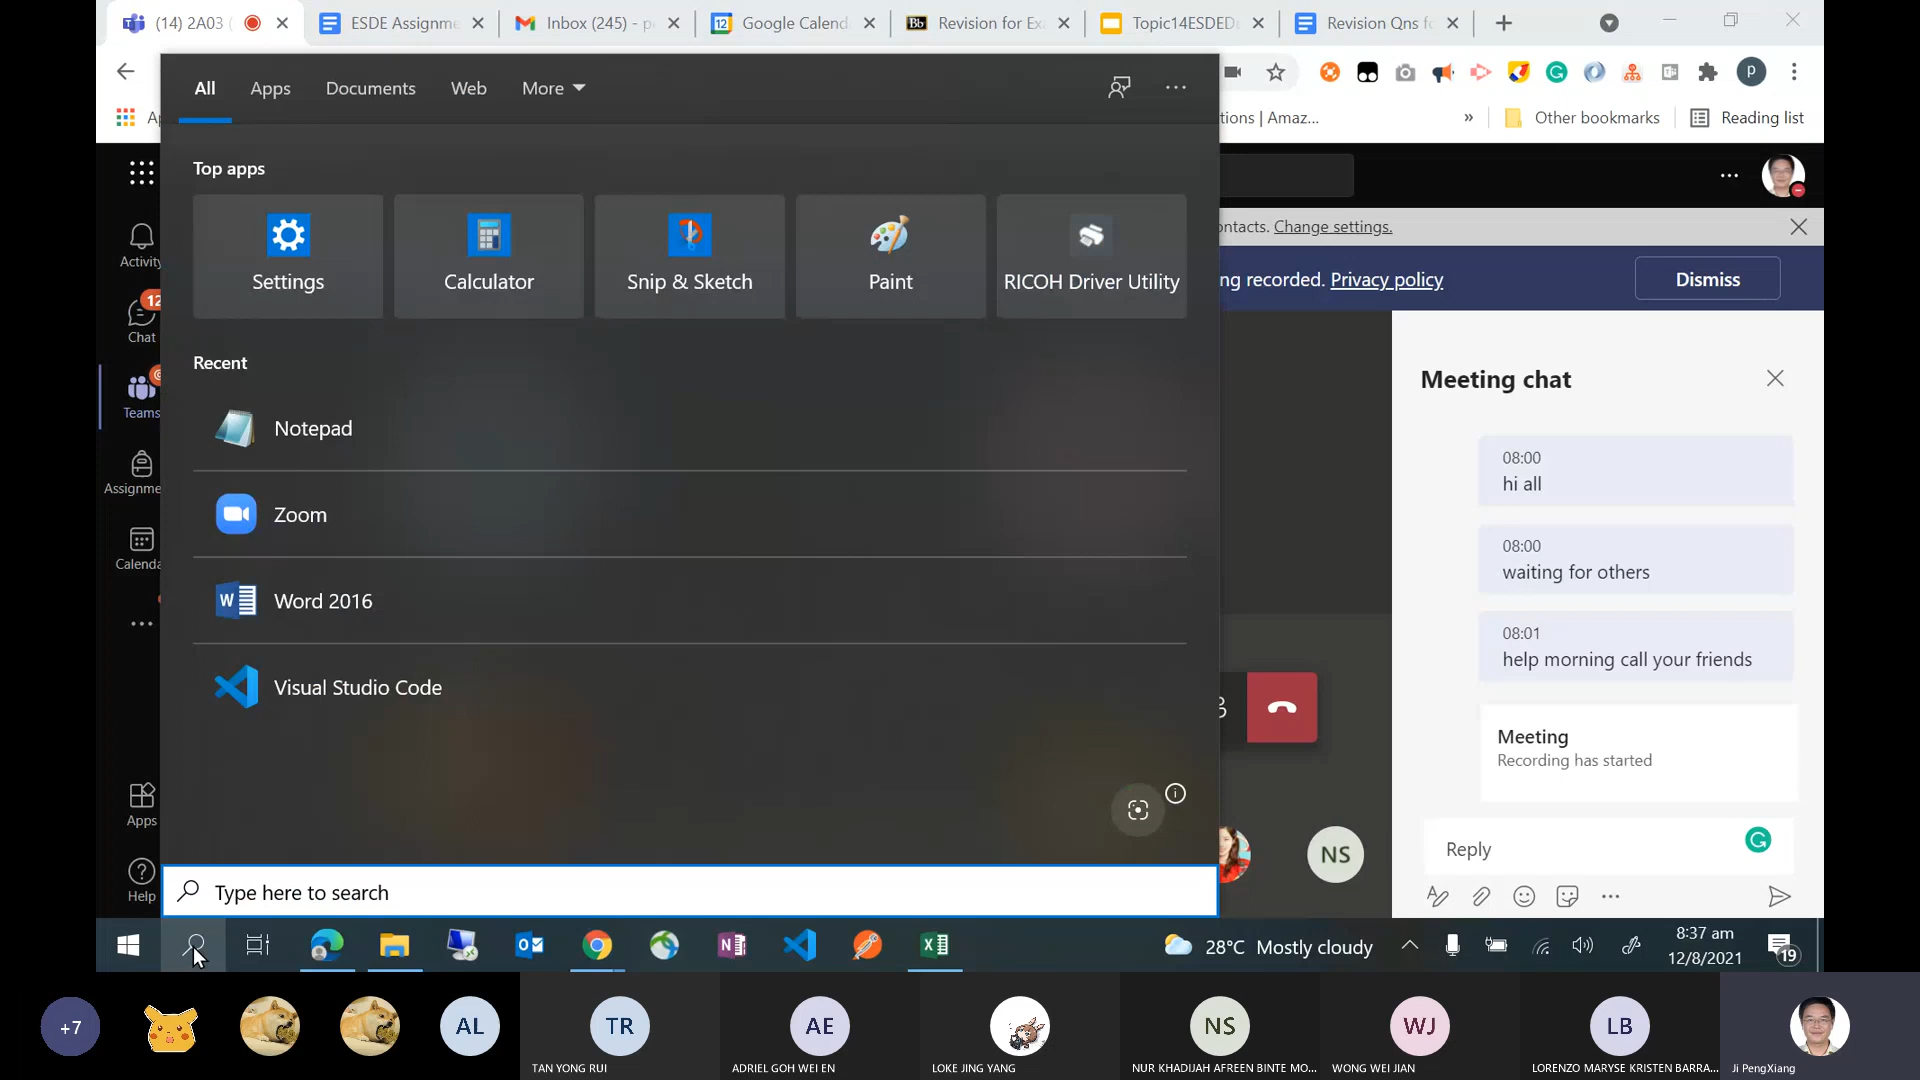 (14) 2A03 (
ESDE Assignme
Inbox (245) - p
Google Calend
Revision for Ex
Topic14ESDED
Revision Qns f
All
Apps
Documents
Web
More
tions | Amaz...
»
Other bookmarks
Reading list
Top apps
Settings
Calculator
Snip & Sketch
Paint
RICOH Driver Utility
Recent
Notepad
Zoom
Word 2016
Visual Studio Code
Type here to search
Activity
12
Chat
Teams
Assignme
Calenda
Apps
Help
ontacts. Change settings.
ng recorded. Privacy policy
Dismiss
Meeting chat
08:00
hi all
08:00
waiting for others
08:01
help morning call your friends
Meeting
Recording has started
Reply
NS
28°C Mostly cloudy
8:37 am
12/8/2021
19
+7
AL
TR
TAN YONG RUI
AE
ADRIEL GOH WEI EN
LOKE JING YANG
NS
NUR KHADIJAH AFREEN BINTE MO...
WJ
WONG WEI JIAN
LB
LORENZO MARYSE KRISTEN BARRA...
Ji PengXiang